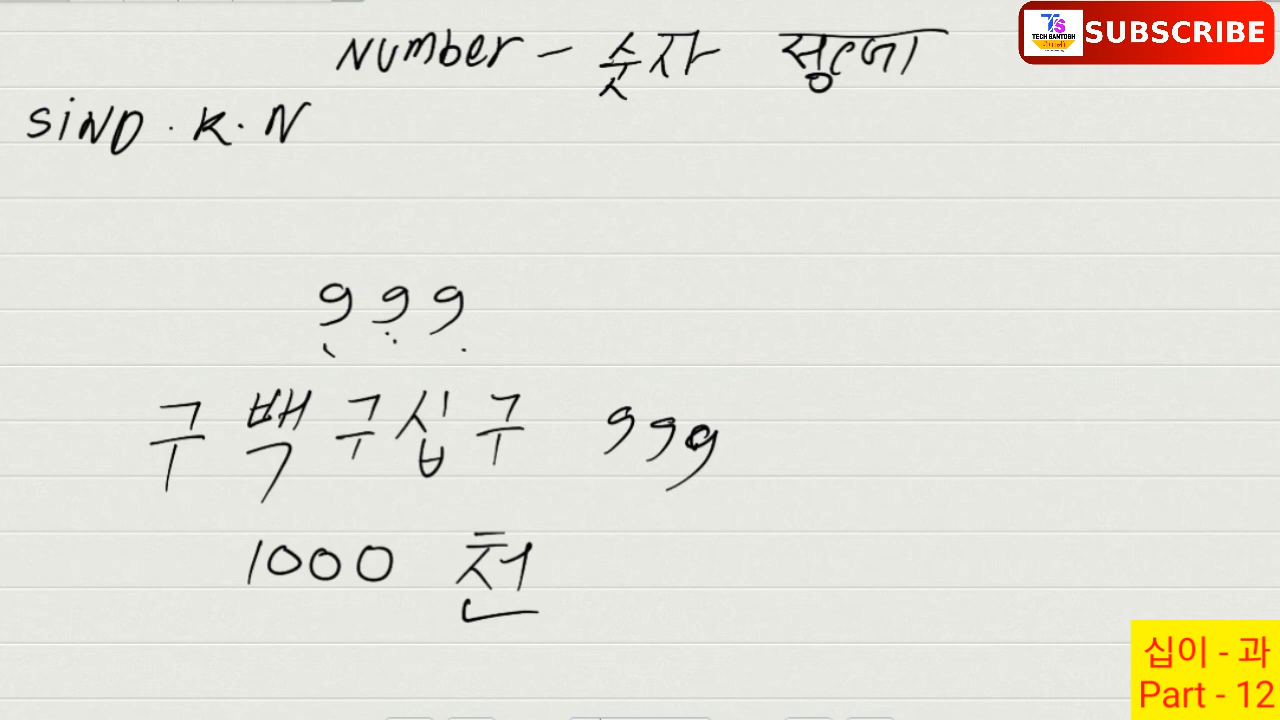 Number - 숫자 सुत्जा
SUBSCRIBE
TECH SANTOSH
SiND . K . N
999
구백구십구 999
1000 천
십이 - 과
Part - 12